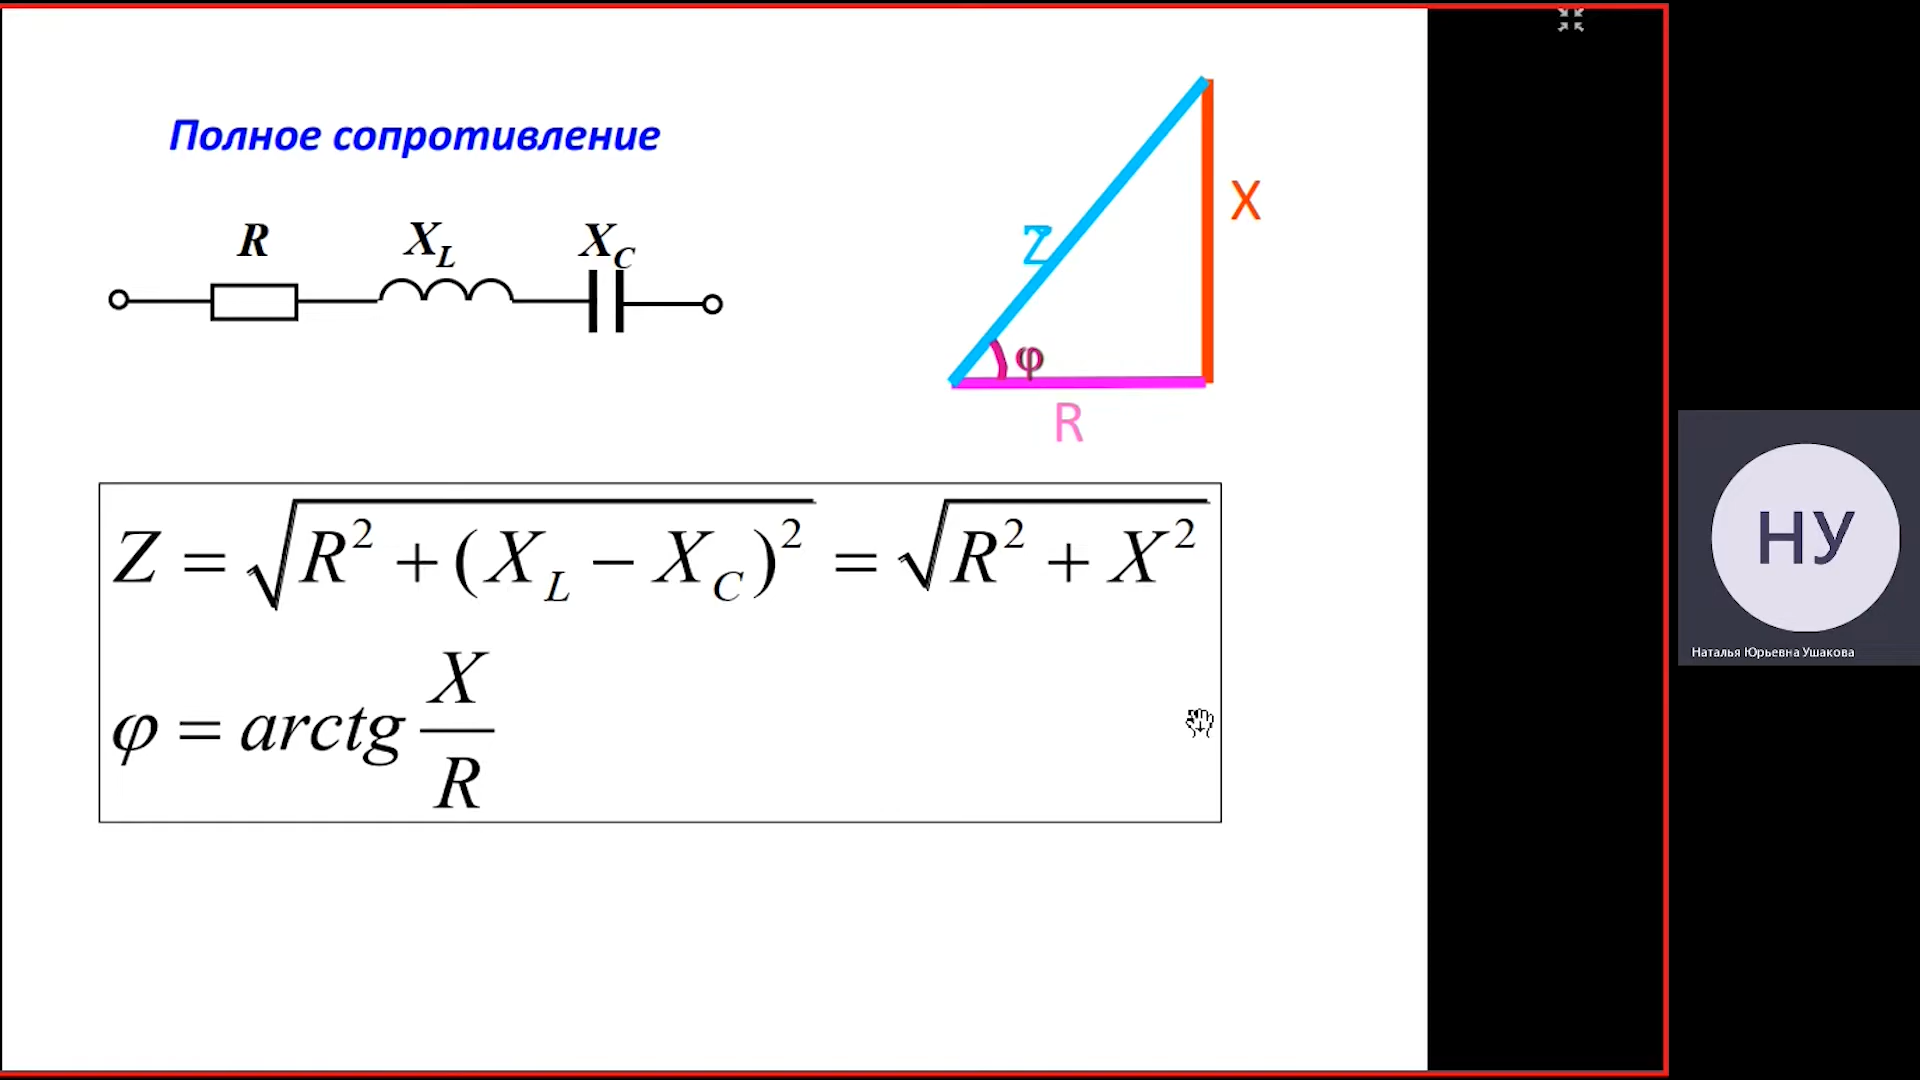 Полное сопротивление
R X_L X_C
Z
X
φ
R
Z = √(R² + (X_L − X_C)²) = √(R² + X²)
φ = arctg X/R
НУ
Наталья Юрьевна Ушакова